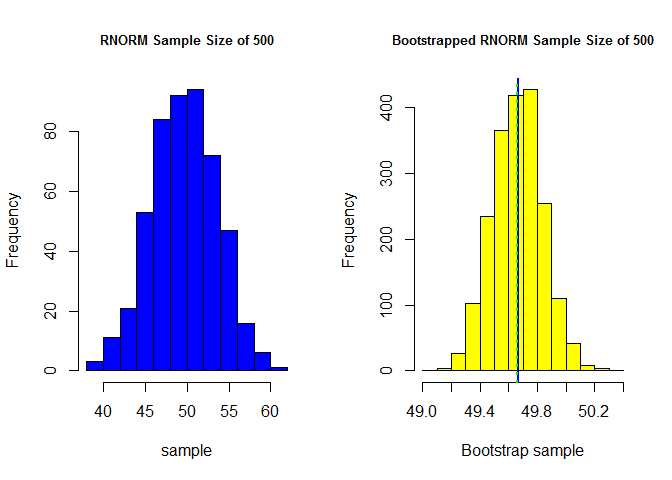 RNORM Sample Size of 500
Frequency
0 20 40 60 80
40 45 50 55 60
sample
Bootstrapped RNORM Sample Size of 500
Frequency
0 100 200 300 400
49.0 49.4 49.8 50.2
Bootstrap sample